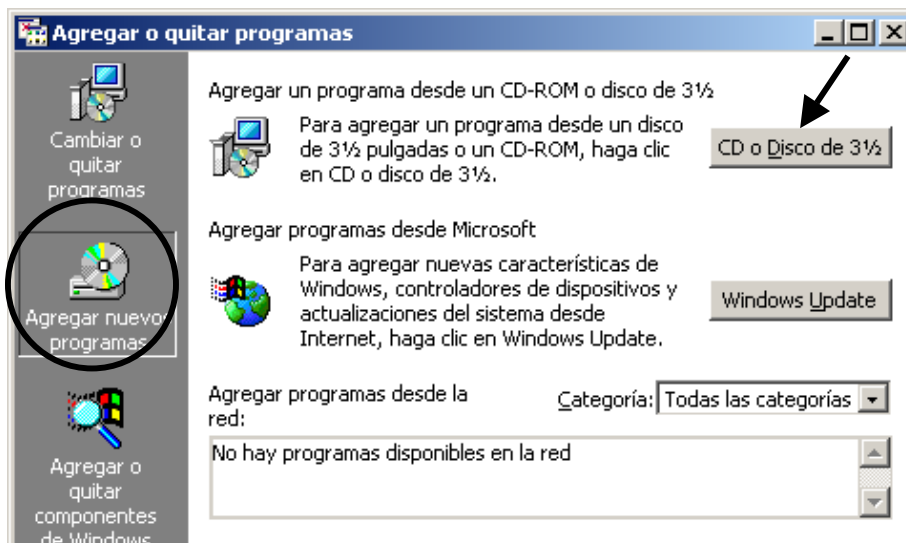 Agregar o quitar programas
Cambiar o
quitar
programas
Agregar nuevos
programas
Agregar o
quitar
componentes
de Windows
Agregar un programa desde un CD-ROM o disco de 3½
Para agregar un programa desde un disco
de 3½ pulgadas o un CD-ROM, haga clic
en CD o disco de 3½.
CD o Disco de 3½
Agregar programas desde Microsoft
Para agregar nuevas características de
Windows, controladores de dispositivos y
actualizaciones del sistema desde
Internet, haga clic en Windows Update.
Windows Update
Agregar programas desde la
red:
Categoría: Todas las categorías
No hay programas disponibles en la red